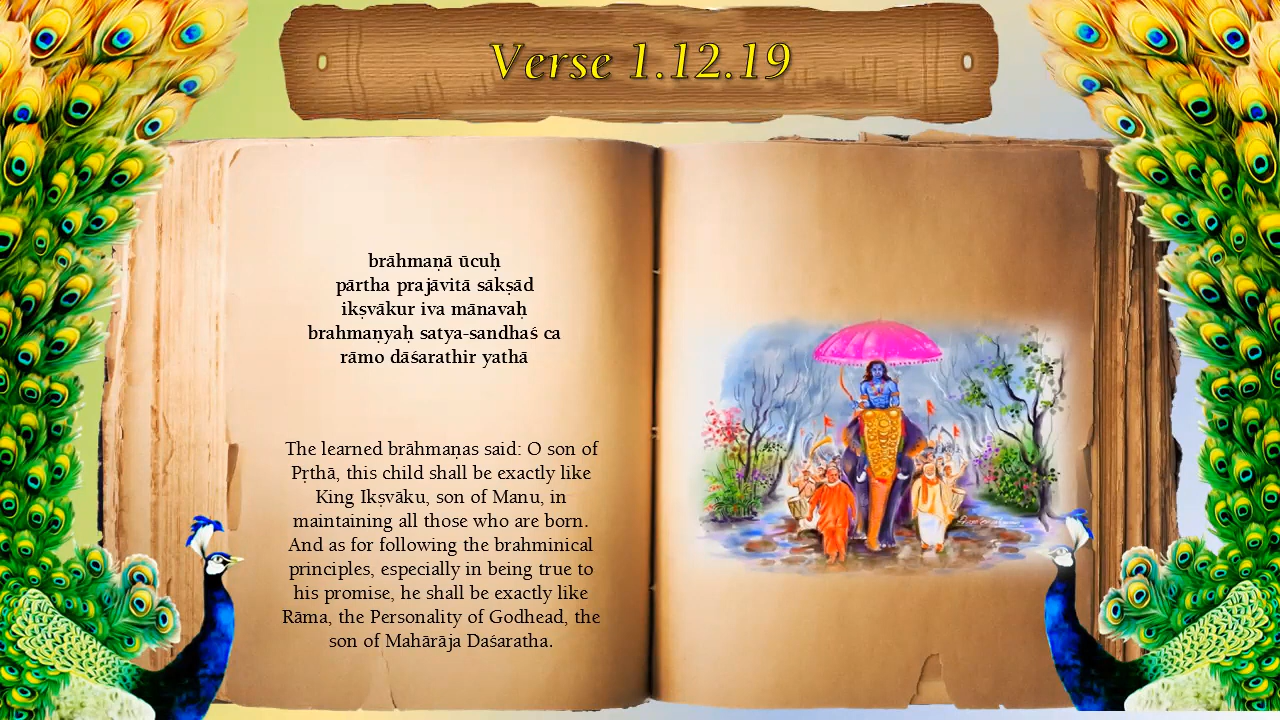 Verse 1.12.19
brāhmaṇā ūcuḥ
pārtha prajāvitā sākṣād
ikṣvākur iva mānavaḥ
brahmaṇyaḥ satya-sandhaś ca
rāmo dāśarathir yathā
The learned brāhmaṇas said: O son of
Pṛthā, this child shall be exactly like
King Ikṣvāku, son of Manu, in
maintaining all those who are born.
And as for following the brahminical
principles, especially in being true to
his promise, he shall be exactly like
Rāma, the Personality of Godhead, the
son of Mahārāja Daśaratha.